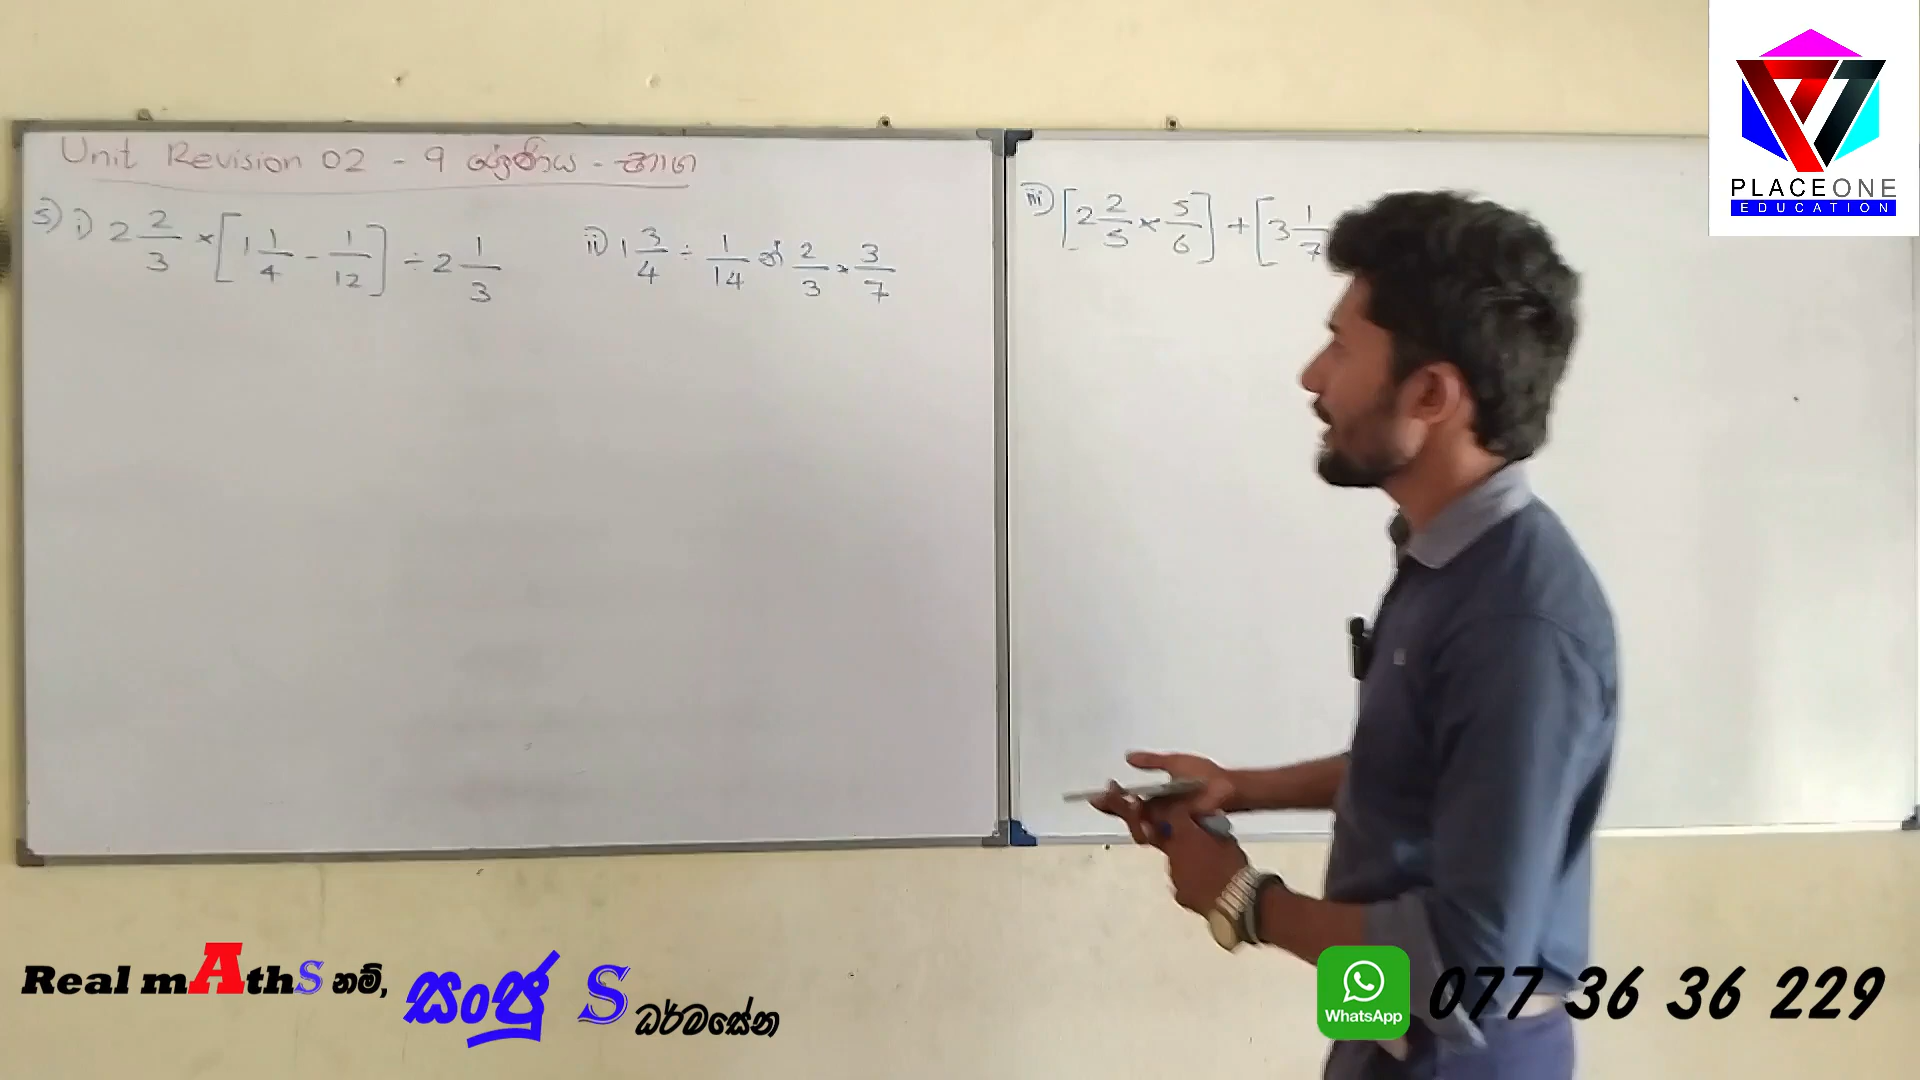 Unit Revision 02 - 9 ශ්‍රේණිය - භාග
5) i) 2 2/3 × [1 1/4 - 1/12] ÷ 2 1/3
ii) 1 3/4 ÷ 1/14 න් 2/3 × 3/7
iii) [2 2/5 × 5/6] + [3 1/7
PLACEONE
EDUCATION
Real mAthS නම්, සංජු S ධර්මසේන
WhatsApp 077 36 36 229